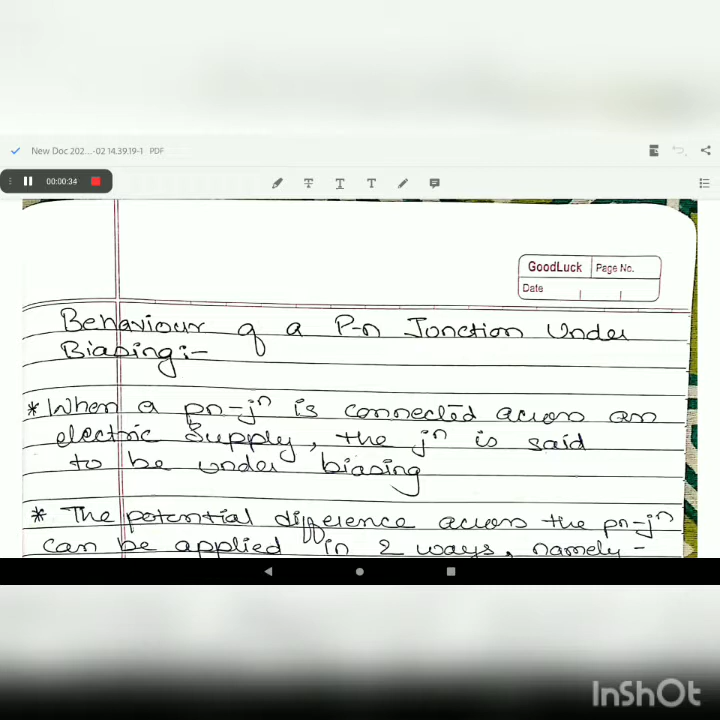 New Doc 202...-02 14.39.19-1 PDF
00:00:34
GoodLuck Page No.
Date
Behaviour of a P-n Jonction Under
Biasing:-
* When a pn-jⁿ is connected across an
electric supply, the jⁿ is said
to be under biasing
* The potential difference across the pn-jⁿ
can be applied in 2 ways, namely-
InShOt